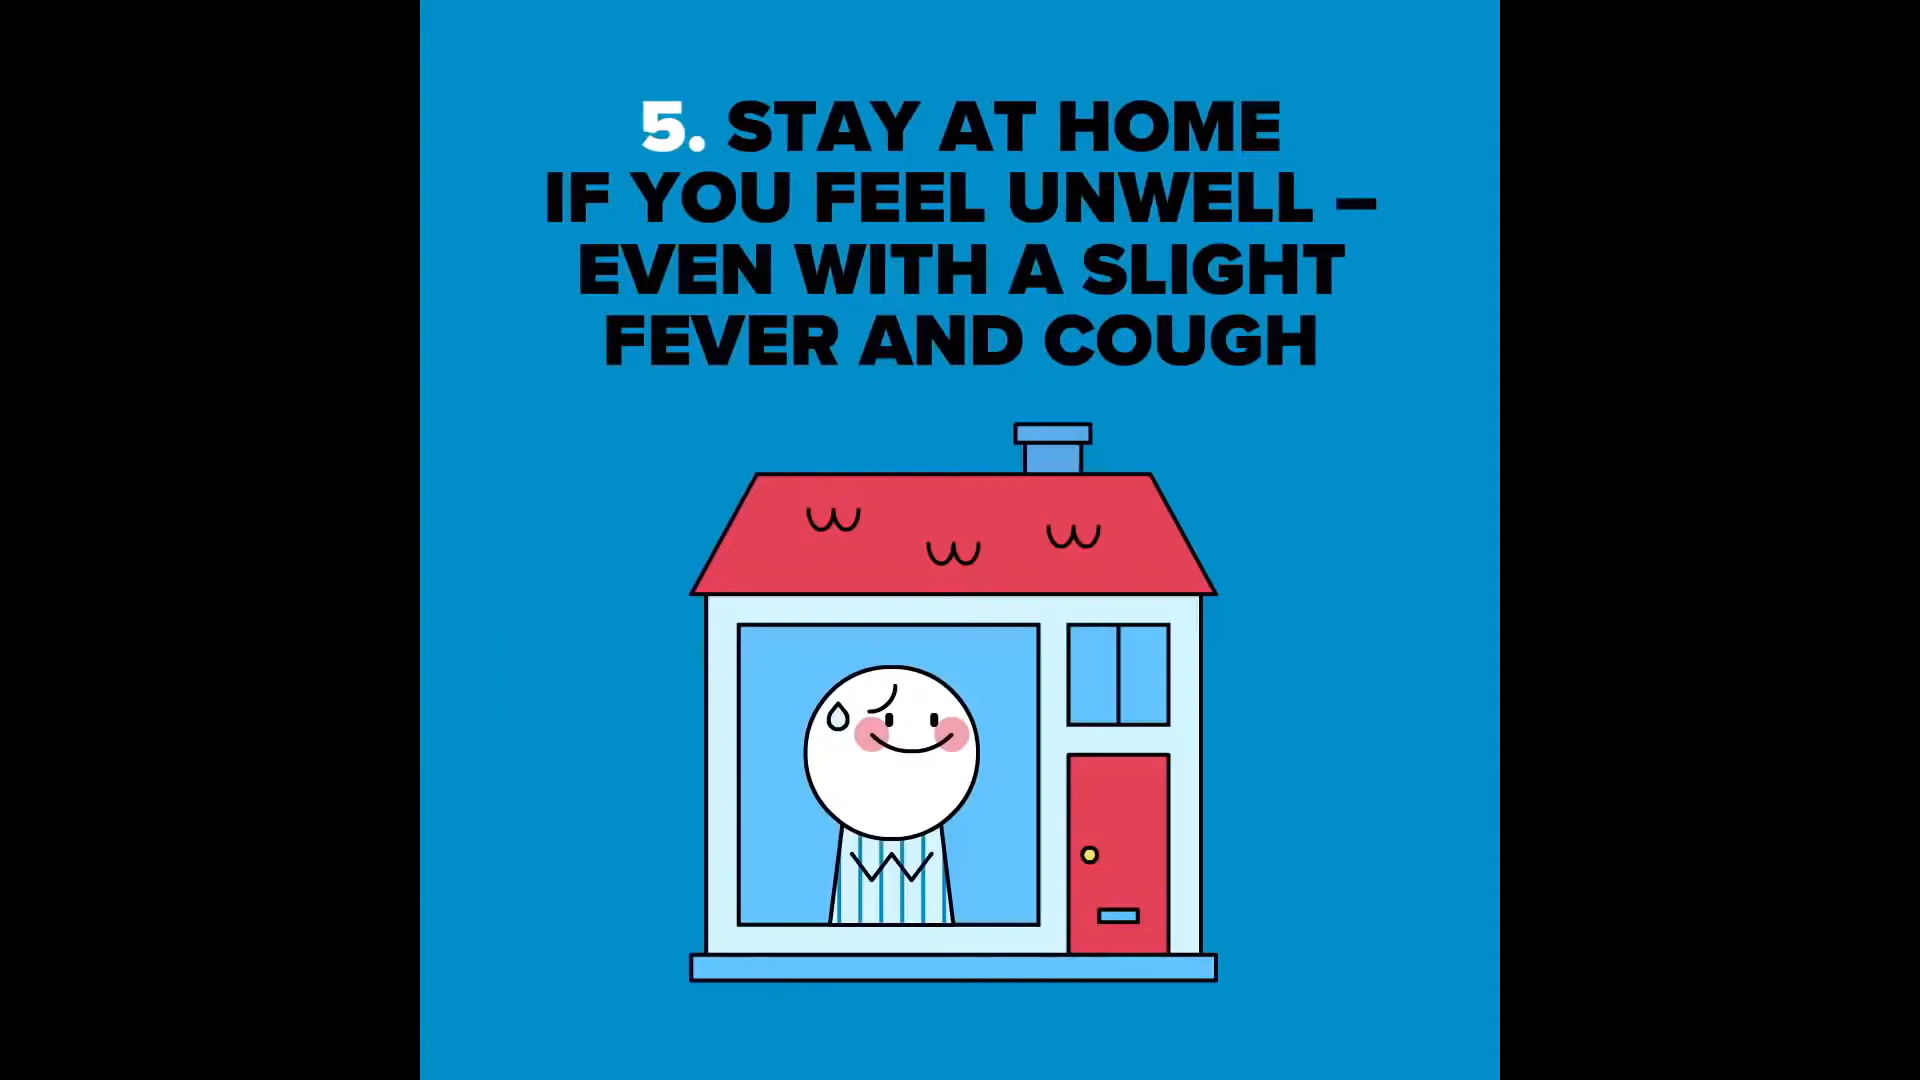 5. STAY AT HOME
IF YOU FEEL UNWELL –
EVEN WITH A SLIGHT
FEVER AND COUGH